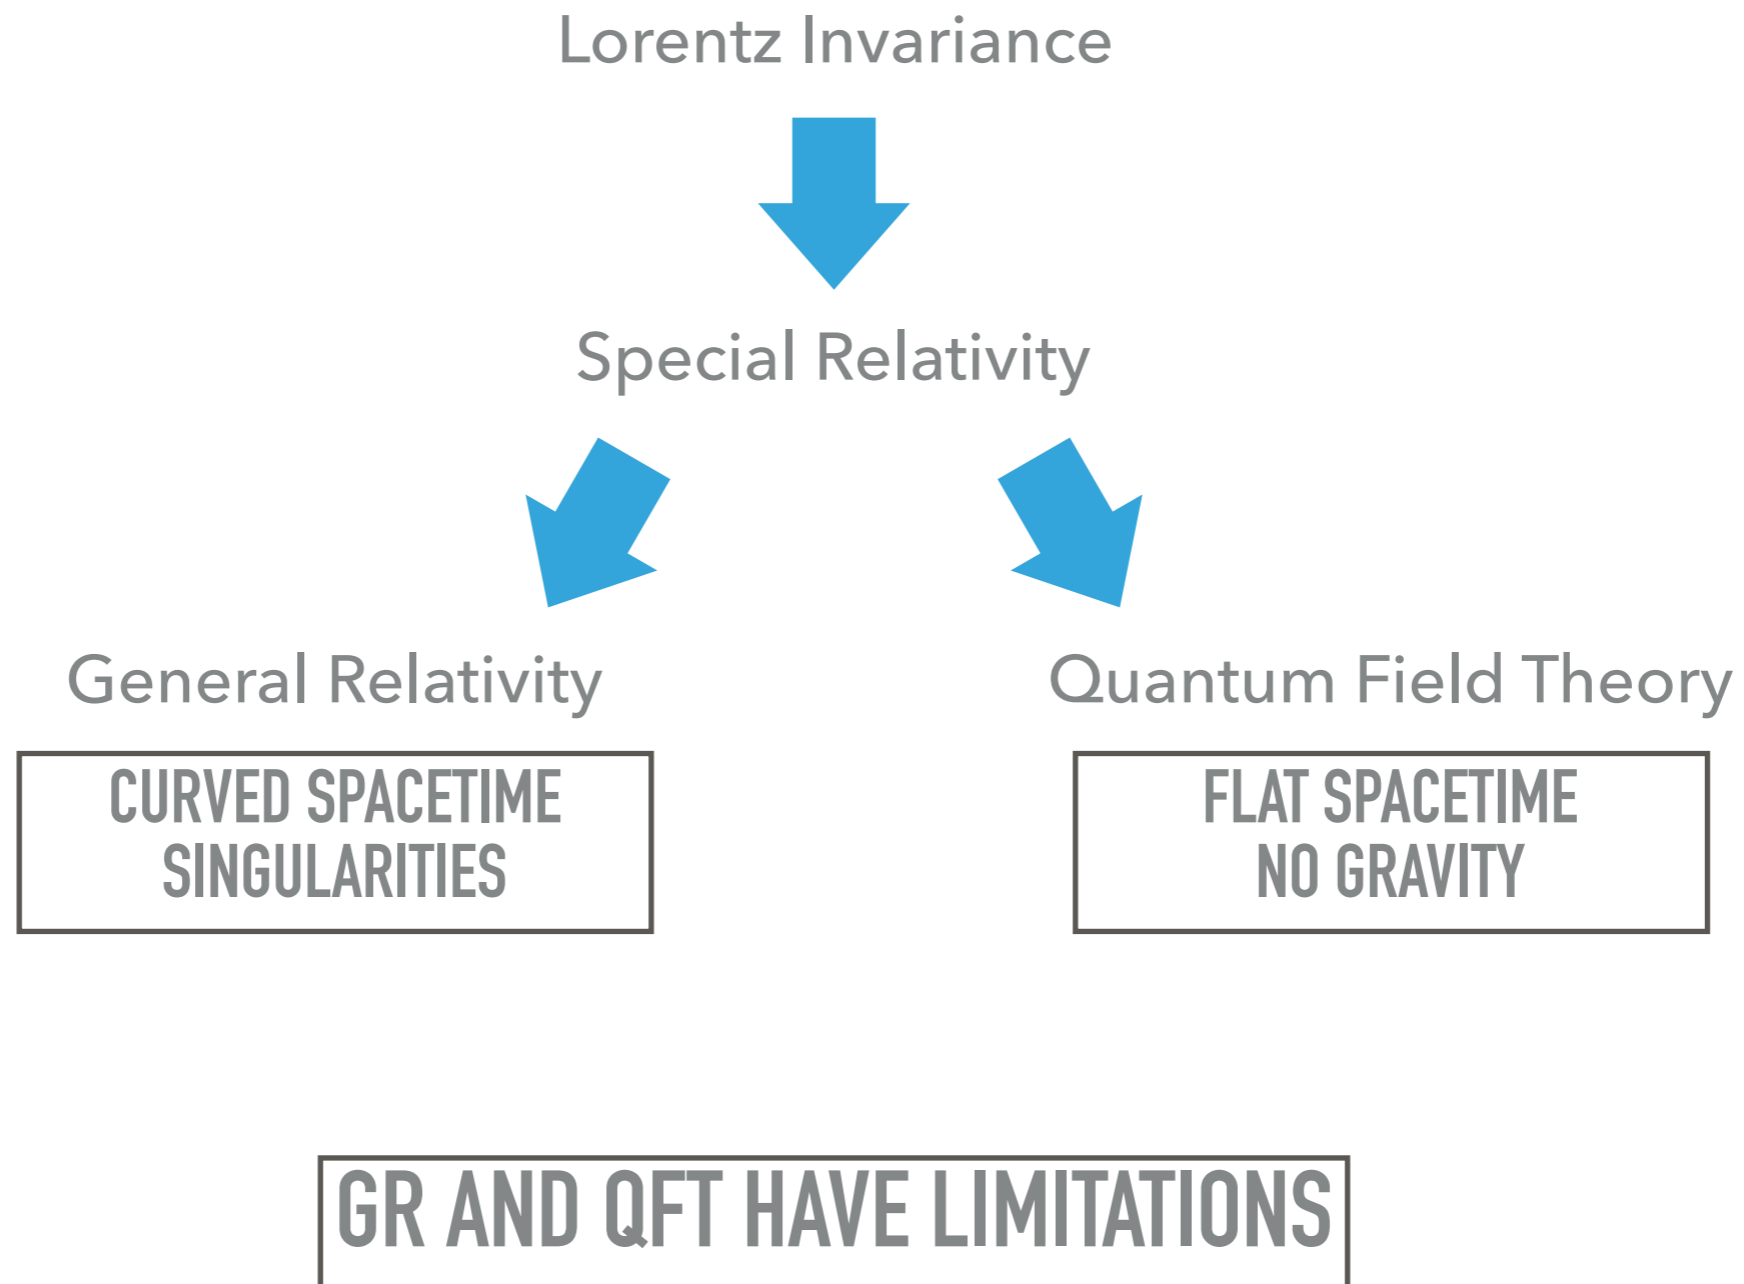 Lorentz Invariance
Special Relativity
General Relativity
Quantum Field Theory
CURVED SPACETIME
SINGULARITIES
FLAT SPACETIME
NO GRAVITY
GR AND QFT HAVE LIMITATIONS